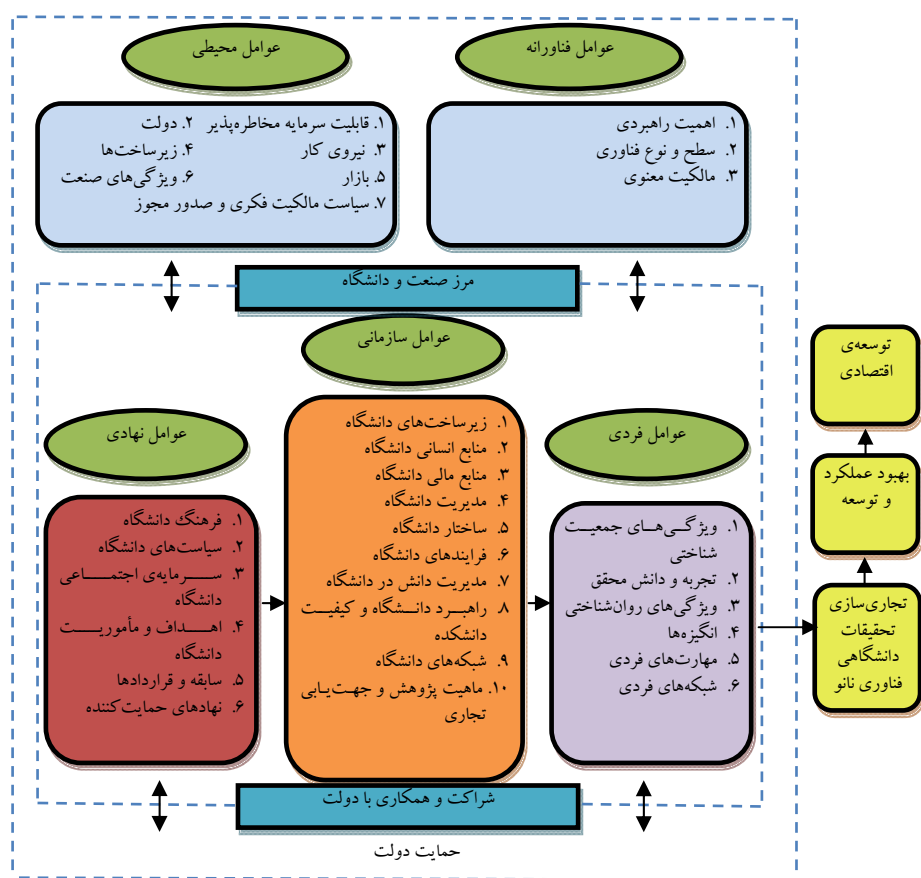 عوامل فناورانه
۱. اهمیت راهبردی
۲. سطح و نوع فناوری
۳. مالکیت معنوی
عوامل محیطی
۱. قابلیت سرمایه مخاطره‌پذیر ۲. دولت
۳. نیروی کار ۴. زیرساخت‌ها
۵. بازار ۶. ویژگی‌های صنعت
۷. سیاست مالکیت فکری و صدور مجوز
مرز صنعت و دانشگاه
عوامل سازمانی
۱. زیرساخت‌های دانشگاه
۲. منابع انسانی دانشگاه
۳. منابع مالی دانشگاه
۴. مدیریت دانشگاه
۵. ساختار دانشگاه
۶. فرایندهای دانشگاه
۷. مدیریت دانش در دانشگاه
۸. راهبرد دانشگاه و کیفیت
دانشکده
۹. شبکه‌های دانشگاه
۱۰. ماهیت پژوهش و جهت‌یابی
تجاری
عوامل نهادی
۱. فرهنگ دانشگاه
۲. سیاست‌های دانشگاه
۳. سرمایه‌ی اجتماعی
دانشگاه
۴. اهداف و مأموریت
دانشگاه
۵. سابقه و قراردادها
۶. نهادهای حمایت‌کننده
عوامل فردی
۱. ویژگی‌های جمعیت
شناختی
۲. تجربه و دانش محقق
۳. ویژگی‌های روان‌شناختی
۴. انگیزه‌ها
۵. مهارت‌های فردی
۶. شبکه‌های فردی
توسعه‌ی
اقتصادی
بهبود عملکرد
و توسعه
تجاری‌سازی
تحقیقات
دانشگاهی
فناوری نانو
شراکت و همکاری با دولت
حمایت دولت